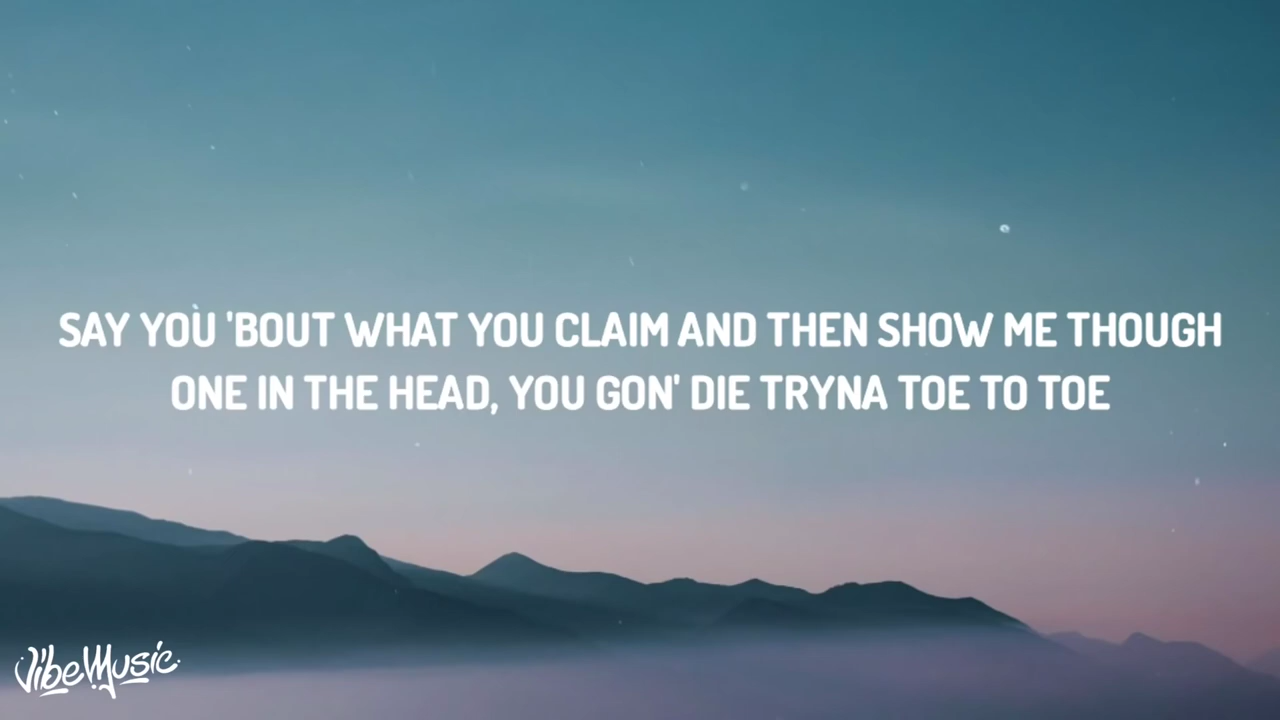 SAY YOU 'BOUT WHAT YOU CLAIM AND THEN SHOW ME THOUGH
ONE IN THE HEAD, YOU GON' DIE TRYNA TOE TO TOE
VibeMusic